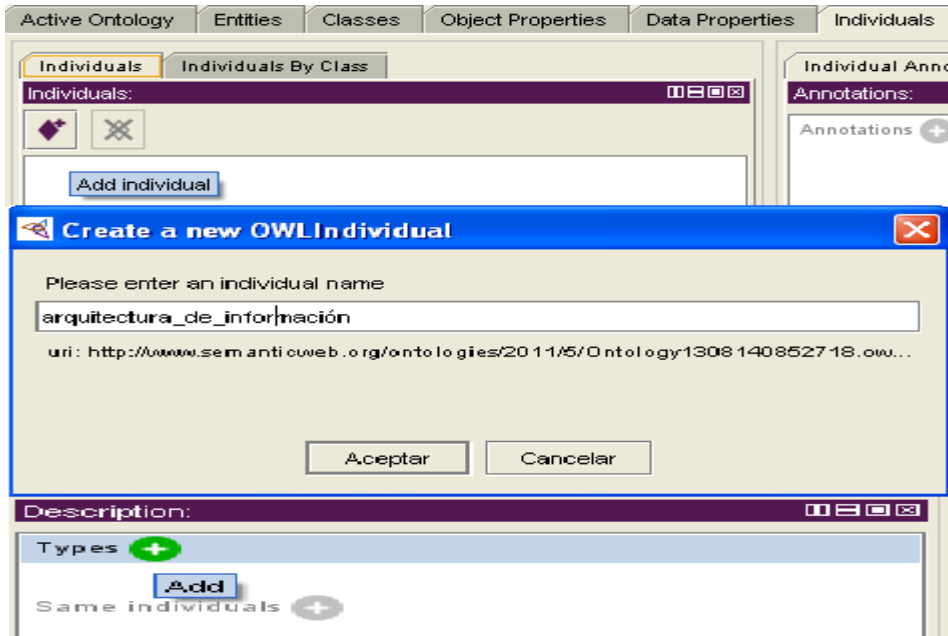 Active Ontology Entities Classes Object Properties Data Properties Individuals
Individuals Individuals By Class Individual Anno
Individuals: Annotations:
Annotations
Add individual
Create a new OWLIndividual
Please enter an individual name
arquitectura_de_información
uri: http://www.semanticweb.org/ontologies/2011/5/Ontology1308140852718.ow...
Aceptar Cancelar
Description:
Types
Add
Same individuals